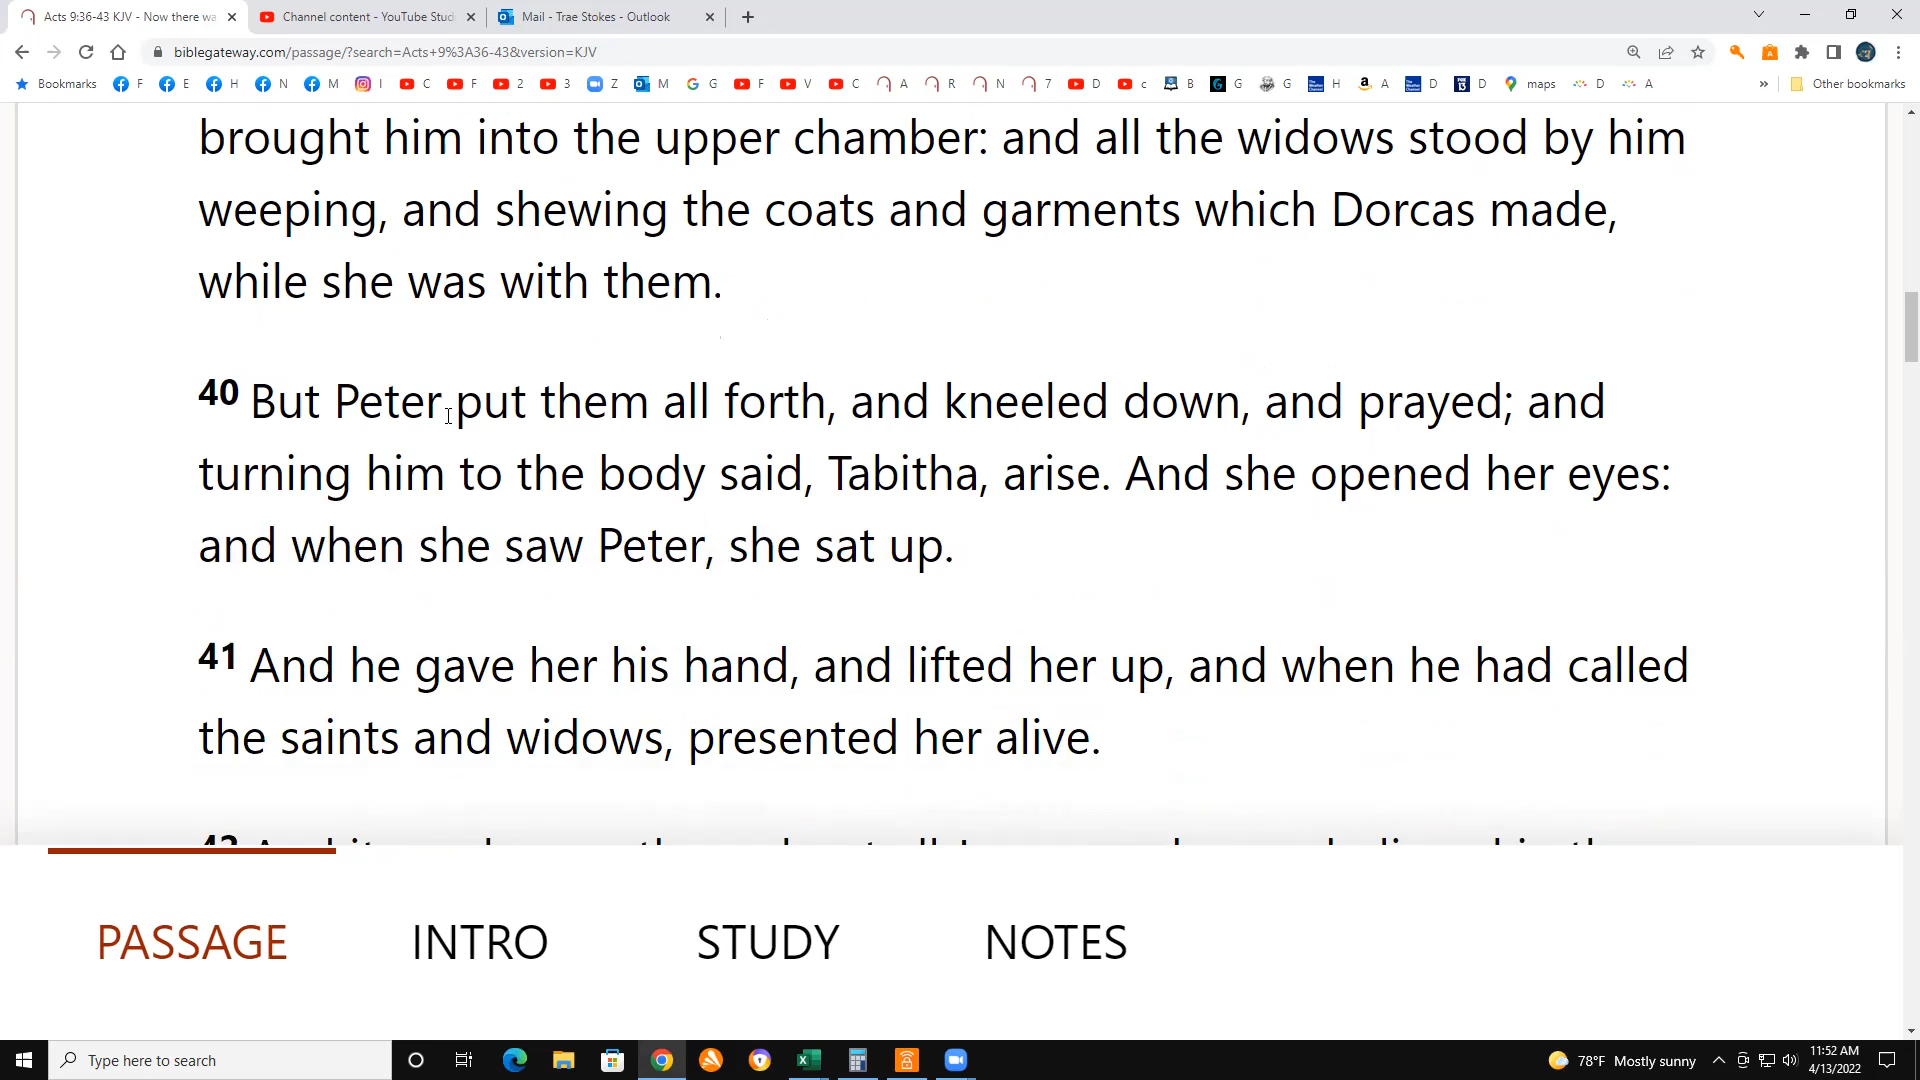 Acts 9:36-43 KJV - Now there wa
Channel content - YouTube Stud
Mail - Trae Stokes - Outlook
biblegateway.com/passage/?search=Acts+9%3A36-43&version=KJV
Bookmarks F E H N M I C F 2 3 Z M G F V C A R N 7 D c B G G H A D D maps D A » Other bookmarks
brought him into the upper chamber: and all the widows stood by him
weeping, and shewing the coats and garments which Dorcas made,
while she was with them.
40 But Peter put them all forth, and kneeled down, and prayed; and
turning him to the body said, Tabitha, arise. And she opened her eyes:
and when she saw Peter, she sat up.
41 And he gave her his hand, and lifted her up, and when he had called
the saints and widows, presented her alive.
PASSAGE INTRO STUDY NOTES
Type here to search
78°F Mostly sunny
11:52 AM
4/13/2022